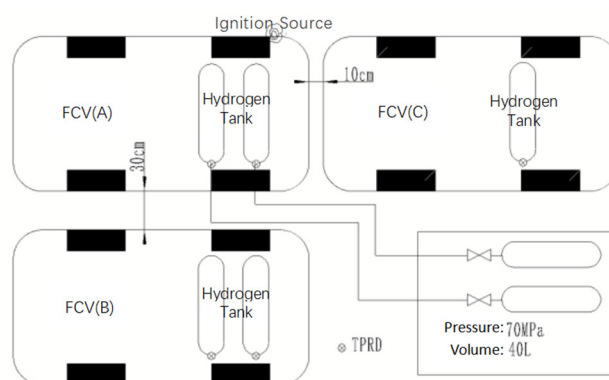 Ignition Source
FCV(A)
Hydrogen
Tank
10cm
FCV(C)
Hydrogen
Tank
30cm
FCV(B)
Hydrogen
Tank
TPRD
Pressure: 70MPa
Volume: 40L